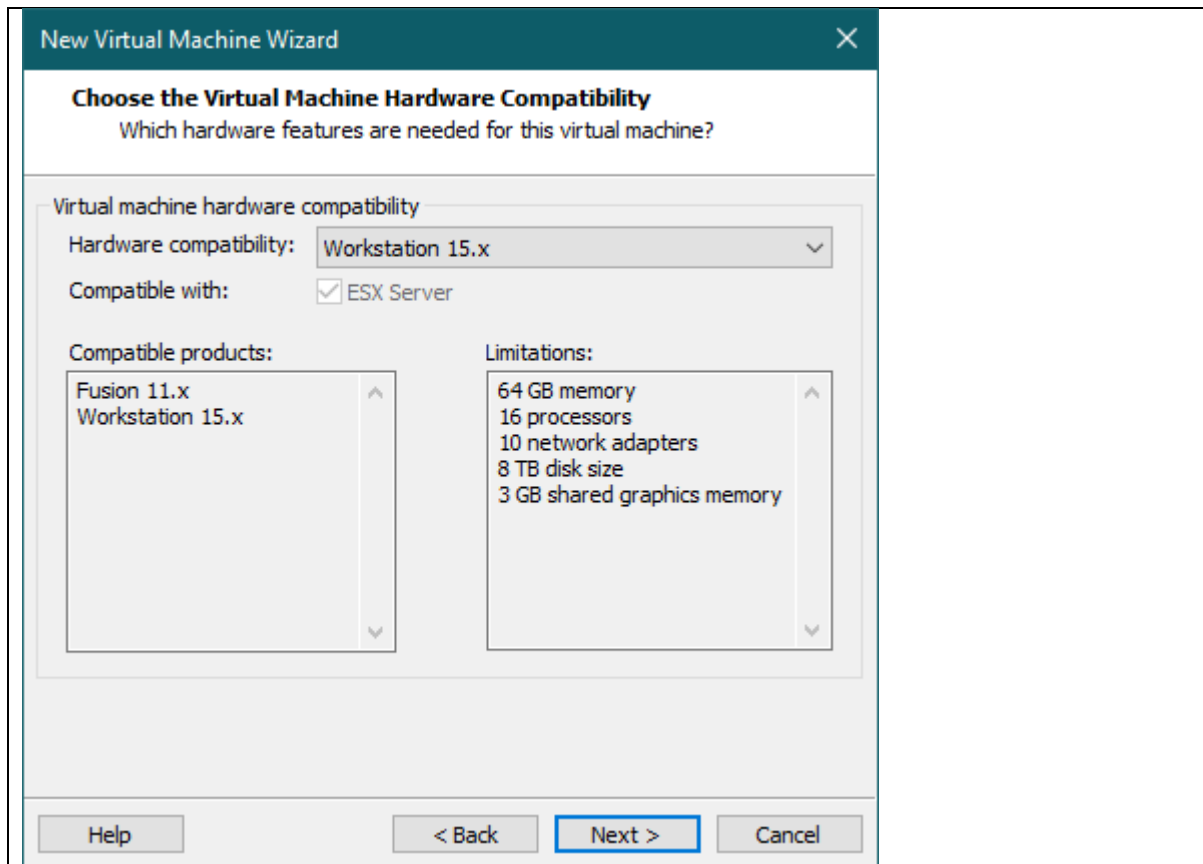 New Virtual Machine Wizard
Choose the Virtual Machine Hardware Compatibility
Which hardware features are needed for this virtual machine?
Virtual machine hardware compatibility
Hardware compatibility: Workstation 15.x
Compatible with: ESX Server
Compatible products:
Fusion 11.x
Workstation 15.x
Limitations:
64 GB memory
16 processors
10 network adapters
8 TB disk size
3 GB shared graphics memory
Help < Back Next > Cancel